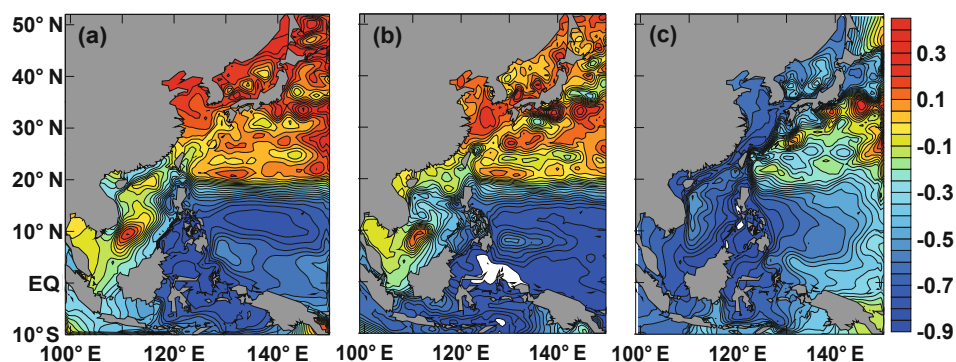 50° N
(a)
(b)
(c)
0.3
40° N
0.1
30° N
-0.1
20° N
-0.3
10° N
-0.5
EQ
-0.7
10° S
-0.9
100° E 120° E 140° E 100° E 120° E 140° E 100° E 120° E 140° E